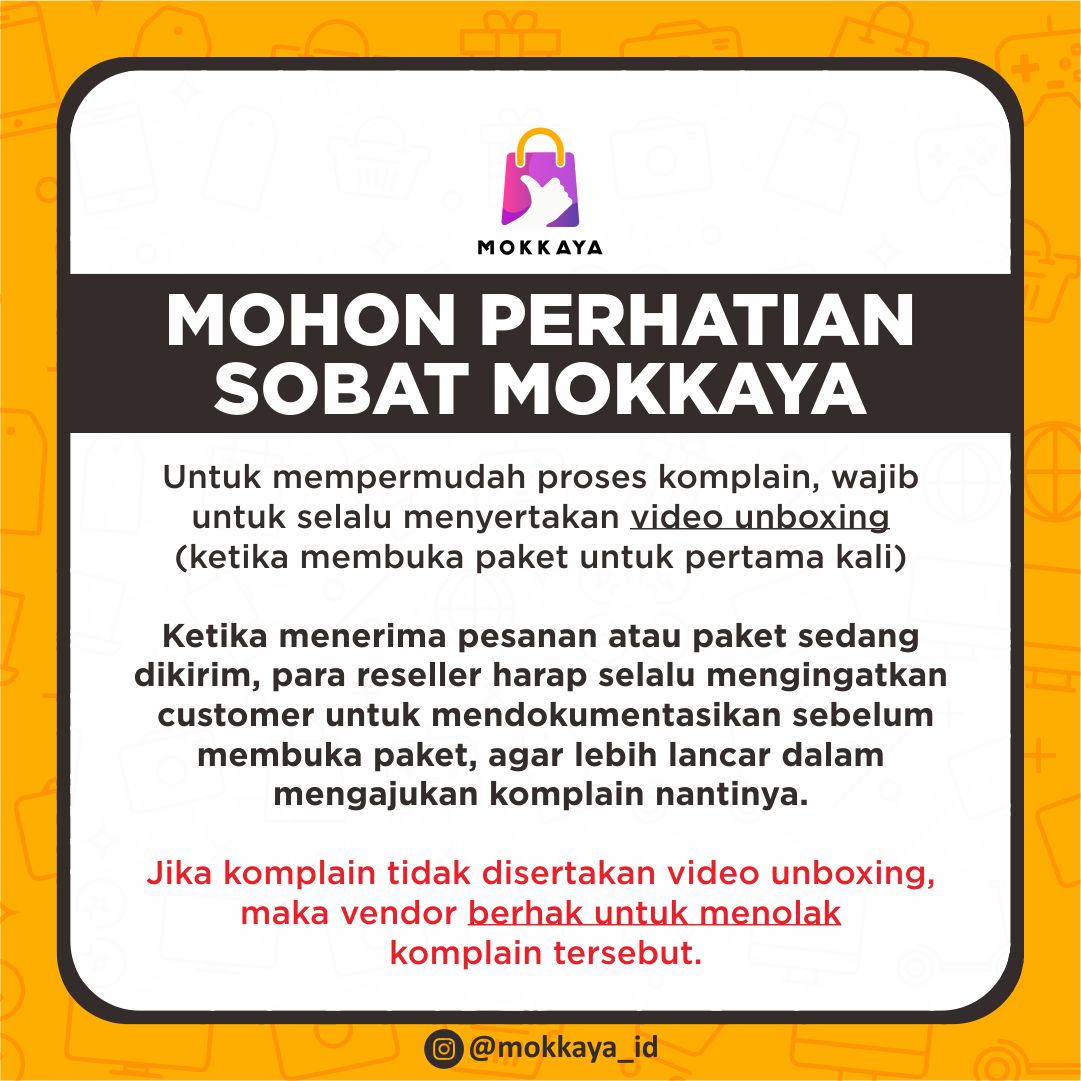 MOKKAYA
MOHON PERHATIAN
SOBAT MOKKAYA
Untuk mempermudah proses komplain, wajib
untuk selalu menyertakan video unboxing
(ketika membuka paket untuk pertama kali)
Ketika menerima pesanan atau paket sedang
dikirim, para reseller harap selalu mengingatkan
customer untuk mendokumentasikan sebelum
membuka paket, agar lebih lancar dalam
mengajukan komplain nantinya.
Jika komplain tidak disertakan video unboxing,
maka vendor berhak untuk menolak
komplain tersebut.
@mokkaya_id